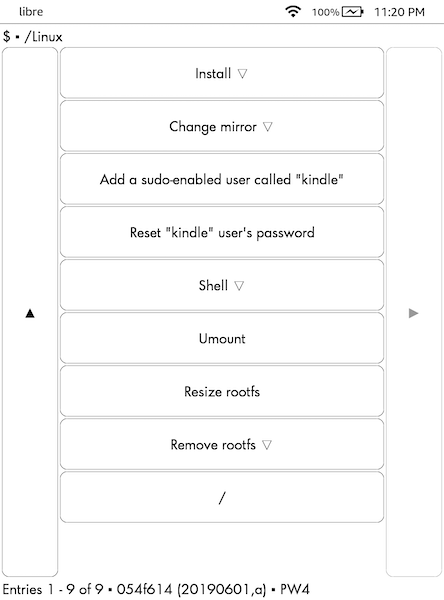 libre 100% 11:20 PM
$ • /Linux
Install ▽
Change mirror ▽
Add a sudo-enabled user called "kindle"
Reset "kindle" user's password
Shell ▽
Umount
Resize rootfs
Remove rootfs ▽
/
Entries 1 - 9 of 9 • 054f614 (20190601,a) • PW4